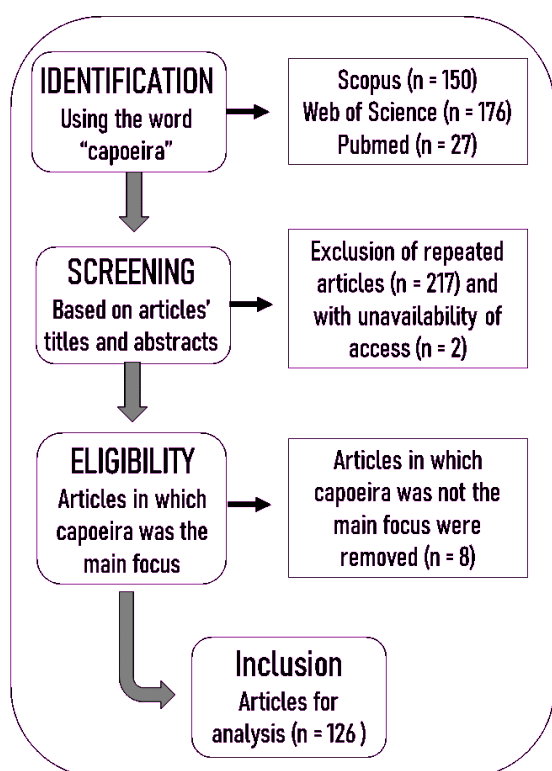 IDENTIFICATION
Using the word
“capoeira”
Scopus (n = 150)
Web of Science (n = 176)
Pubmed (n = 27)
SCREENING
Based on articles’
titles and abstracts
Exclusion of repeated
articles (n = 217) and
with unavailability of
access (n = 2)
ELIGIBILITY
Articles in which
capoeira was the
main focus
Articles in which
capoeira was not the
main focus were
removed (n = 8)
Inclusion
Articles for
analysis (n = 126 )